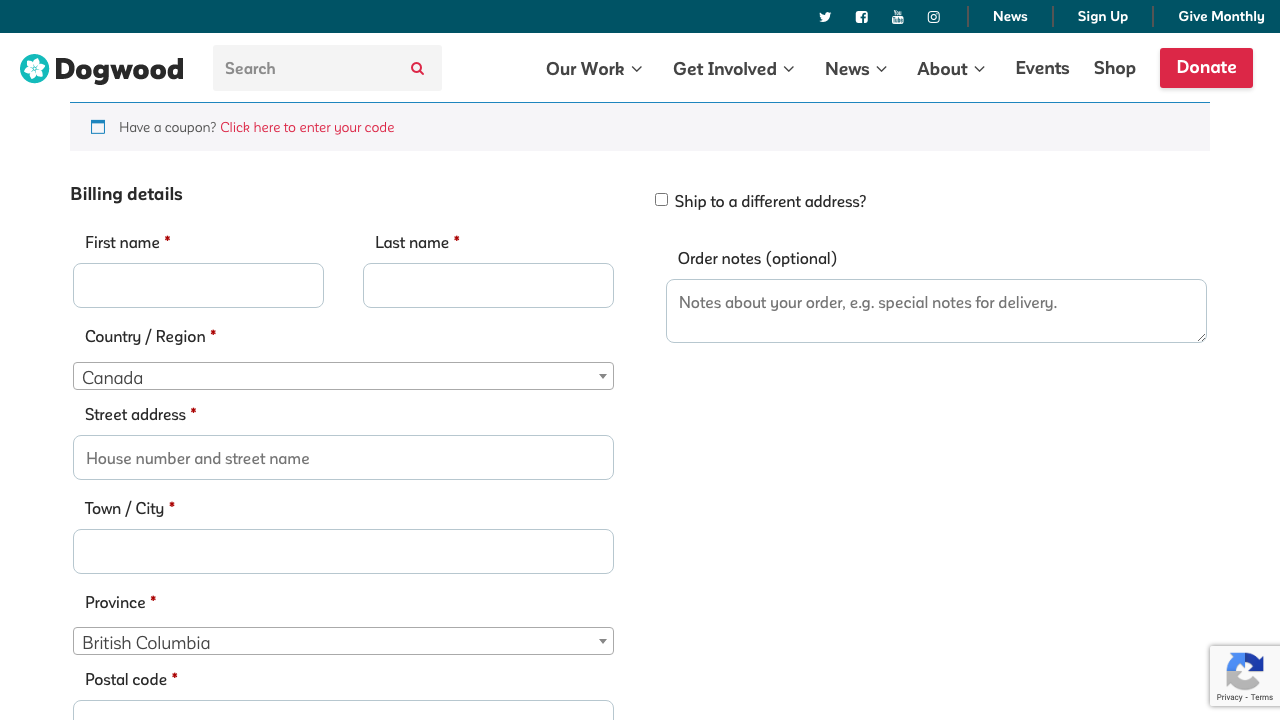 News
Sign Up
Give Monthly
Dogwood
Search
Our Work
Get Involved
News
About
Events
Shop
Donate
Have a coupon? Click here to enter your code
Billing details
Ship to a different address?
First name *
Last name *
Order notes (optional)
Notes about your order, e.g. special notes for delivery.
Country / Region *
Canada
Street address *
House number and street name
Town / City *
Province *
British Columbia
Postal code *
Privacy - Terms